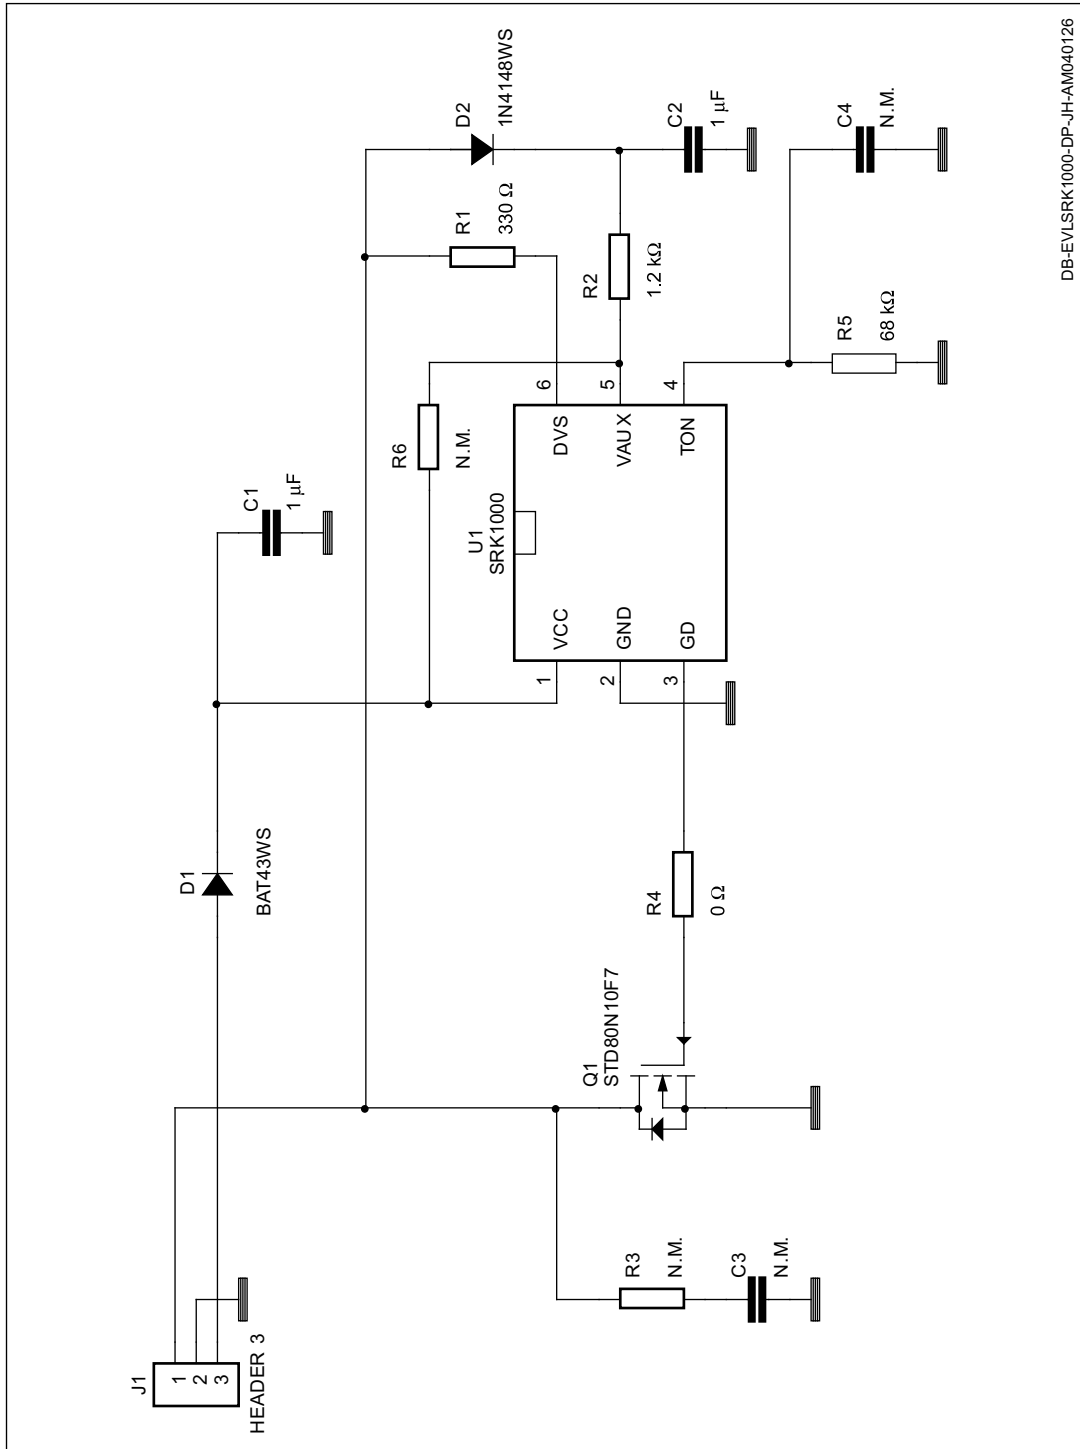 J1
1
2
3
HEADER 3
D1
BAT43WS
C1
1 µF
R3
N.M.
C3
N.M.
Q1
STD80N10F7
R4
0 Ω
R6
N.M.
U1
SRK1000
1
VCC
2
GND
3
GD
6
DVS
5
VAUX
4
TON
R1
330 Ω
D2
1N4148WS
R2
1.2 kΩ
C2
1 µF
R5
68 kΩ
C4
N.M.
DB-EVLSRK1000-DP-JH-AM040126